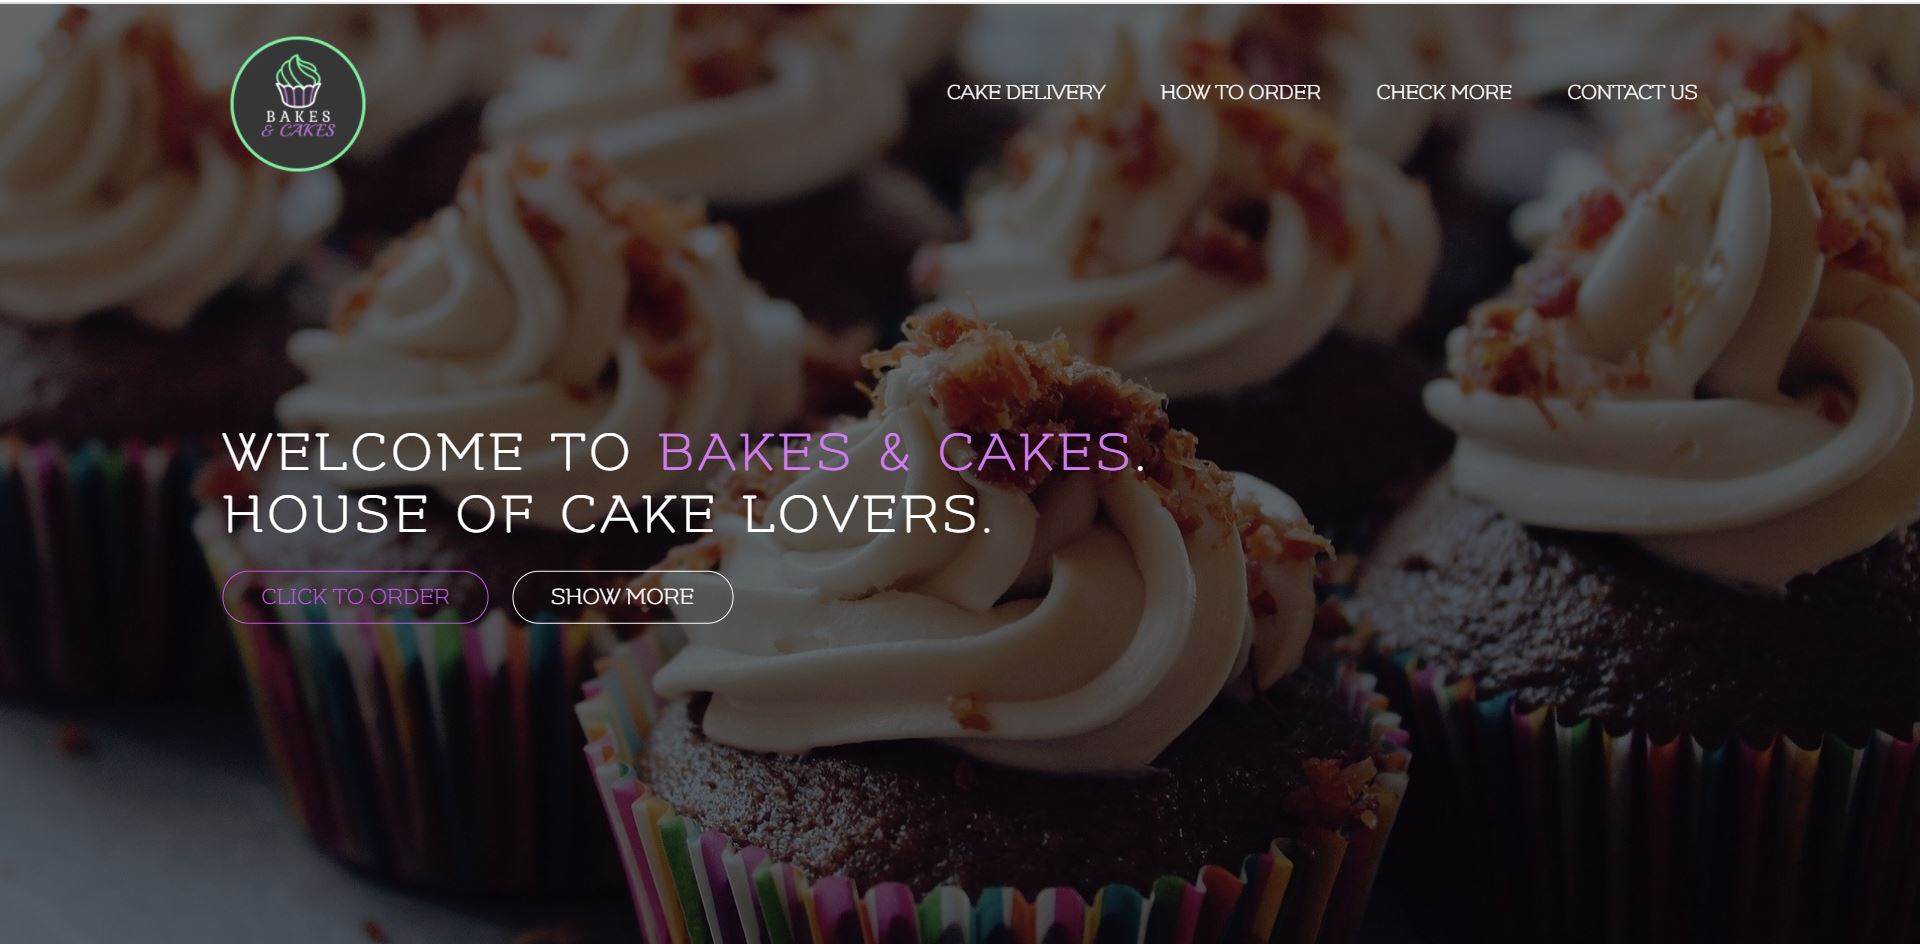 BAKES
& CAKES
CAKE DELIVERY
HOW TO ORDER
CHECK MORE
CONTACT US
WELCOME TO BAKES & CAKES.
HOUSE OF CAKE LOVERS.
CLICK TO ORDER
SHOW MORE